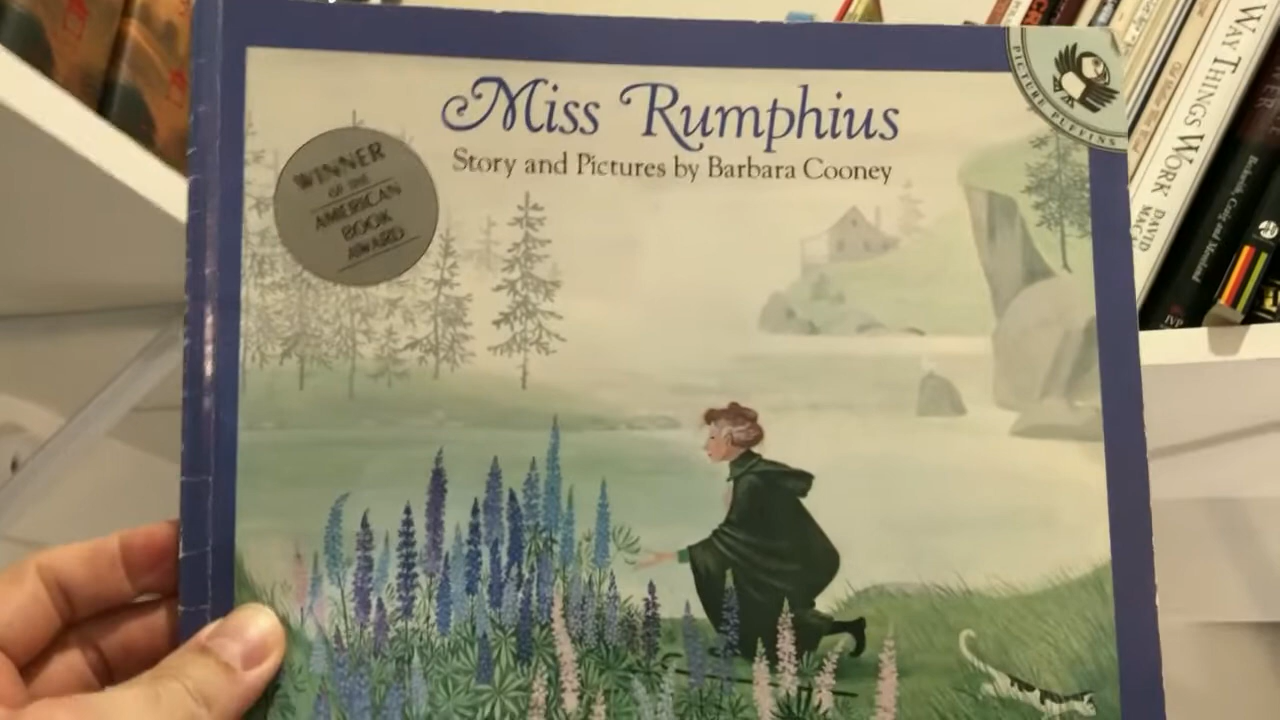 Miss Rumphius
Story and Pictures by Barbara Cooney
WINNER
OF THE
AMERICAN
BOOK
AWARD
PICTURE PUFFINS
WAY THINGS WORK
DAVID
IVP